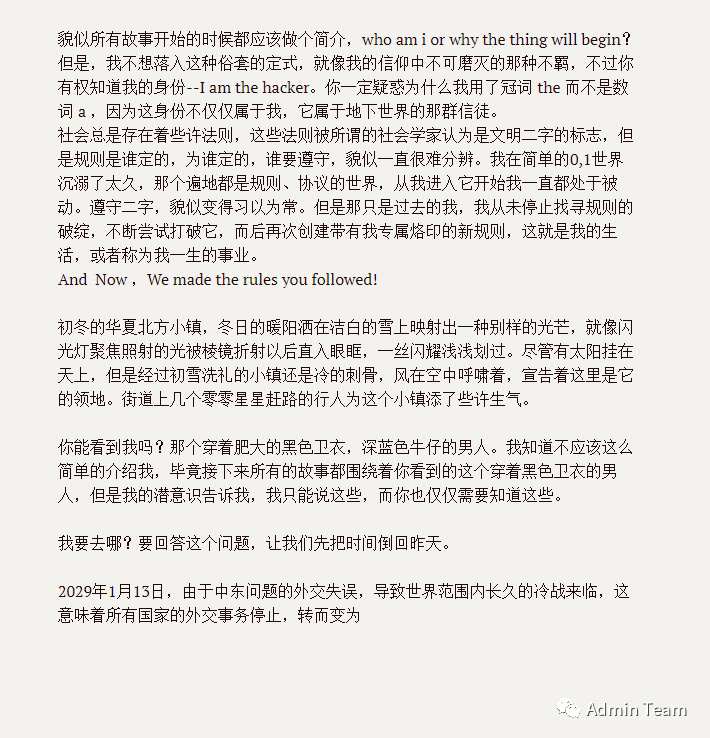 貌似所有故事开始的时候都应该做个简介，who am i or why the thing will begin？
但是，我不想落入这种俗套的定式，就像我的信仰中不可磨灭的那种不羁，不过你
有权知道我的身份--I am the hacker。你一定疑惑为什么我用了冠词 the 而不是数
词 a ，因为这身份不仅仅属于我，它属于地下世界的那群信徒。
社会总是存在着些许法则，这些法则被所谓的社会学家认为是文明二字的标志，但
是规则是谁定的，为谁定的，谁要遵守，貌似一直很难分辨。我在简单的0,1世界
沉溺了太久，那个遍地都是规则、协议的世界，从我进入它开始我一直都处于被
动。遵守二字，貌似变得习以为常。但是那只是过去的我，我从未停止找寻规则的
破绽，不断尝试打破它，而后再次创建带有我专属烙印的新规则，这就是我的生
活，或者称为我一生的事业。
And  Now ，We made the rules you followed!
初冬的华夏北方小镇，冬日的暖阳洒在洁白的雪上映射出一种别样的光芒，就像闪
光灯聚焦照射的光被棱镜折射以后直入眼眶，一丝闪耀浅浅划过。尽管有太阳挂在
天上，但是经过初雪洗礼的小镇还是冷的刺骨，风在空中呼啸着，宣告着这里是它
的领地。街道上几个零零星星赶路的行人为这个小镇添了些许生气。
你能看到我吗？那个穿着肥大的黑色卫衣，深蓝色牛仔的男人。我知道不应该这么
简单的介绍我，毕竟接下来所有的故事都围绕着你看到的这个穿着黑色卫衣的男
人，但是我的潜意识告诉我，我只能说这些，而你也仅仅需要知道这些。
我要去哪？要回答这个问题，让我们先把时间倒回昨天。
2029年1月13日，由于中东问题的外交失误，导致世界范围内长久的冷战来临，这
意味着所有国家的外交事务停止，转而变为
Admin Team